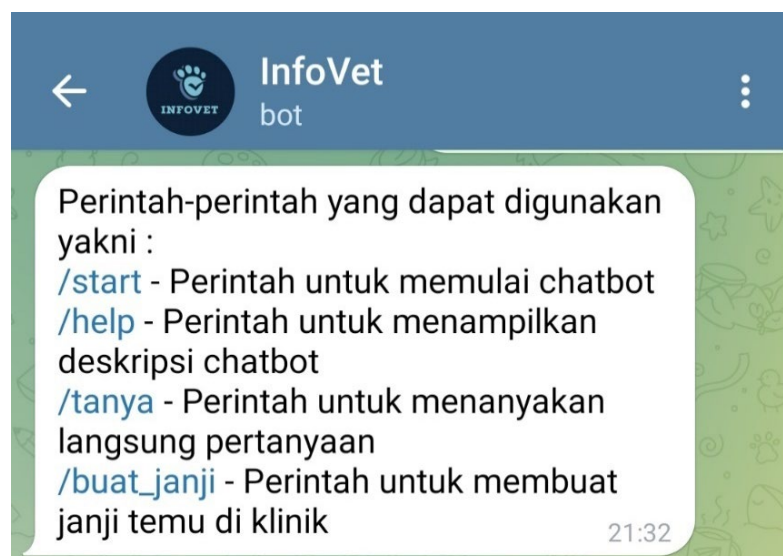 InfoVet
INFOVET
bot
Perintah-perintah yang dapat digunakan
yakni :
/start - Perintah untuk memulai chatbot
/help - Perintah untuk menampilkan
deskripsi chatbot
/tanya - Perintah untuk menanyakan
langsung pertanyaan
/buat_janji - Perintah untuk membuat
janji temu di klinik
21:32